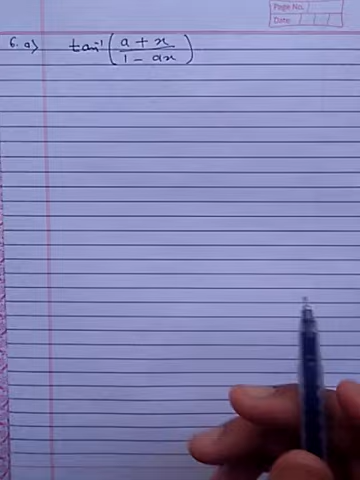 Page No.
Date / /
6. a) tan⁻¹ ( a + x / 1 - ax )